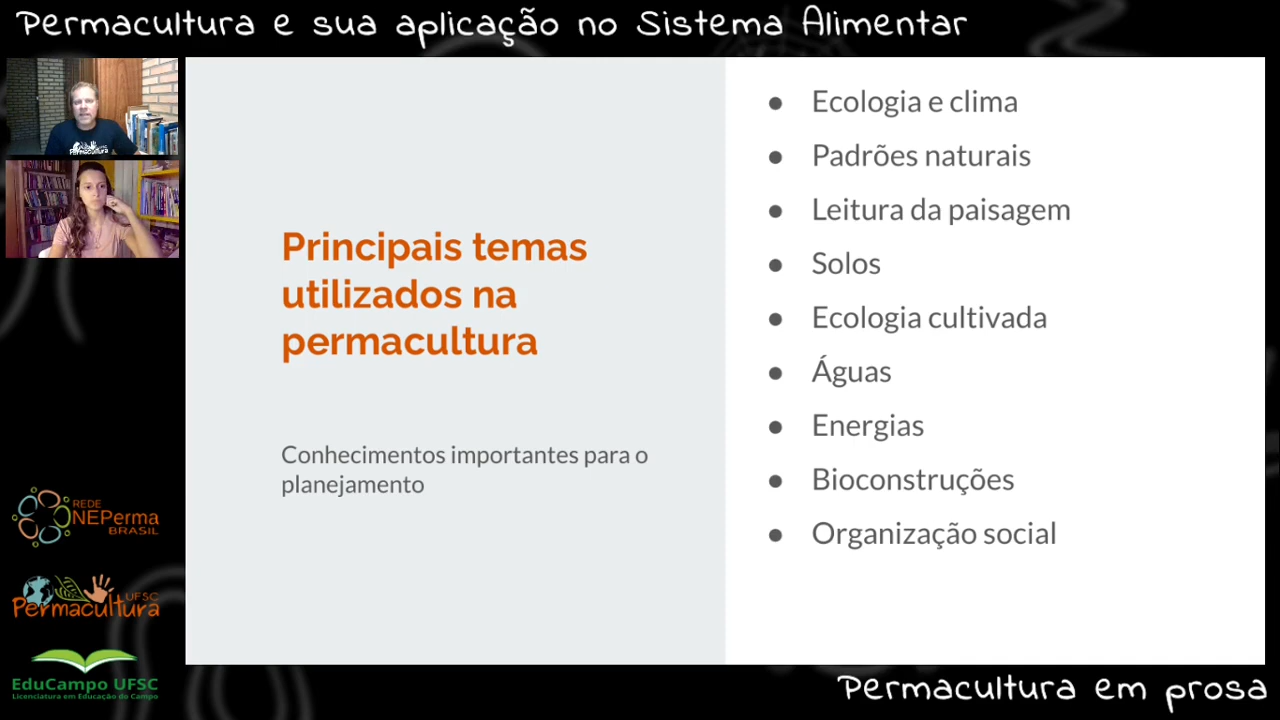 Permacultura e sua aplicação no Sistema Alimentar
Permacultura
Principais temas
utilizados na
permacultura
Conhecimentos importantes para o
planejamento
● Ecologia e clima
● Padrões naturais
● Leitura da paisagem
● Solos
● Ecologia cultivada
● Águas
● Energias
● Bioconstruções
● Organização social
REDE
NEPerma
BRASIL
UFSC
Permacultura
EduCampo UFSC
Licenciatura em Educação do Campo
Permacultura em prosa